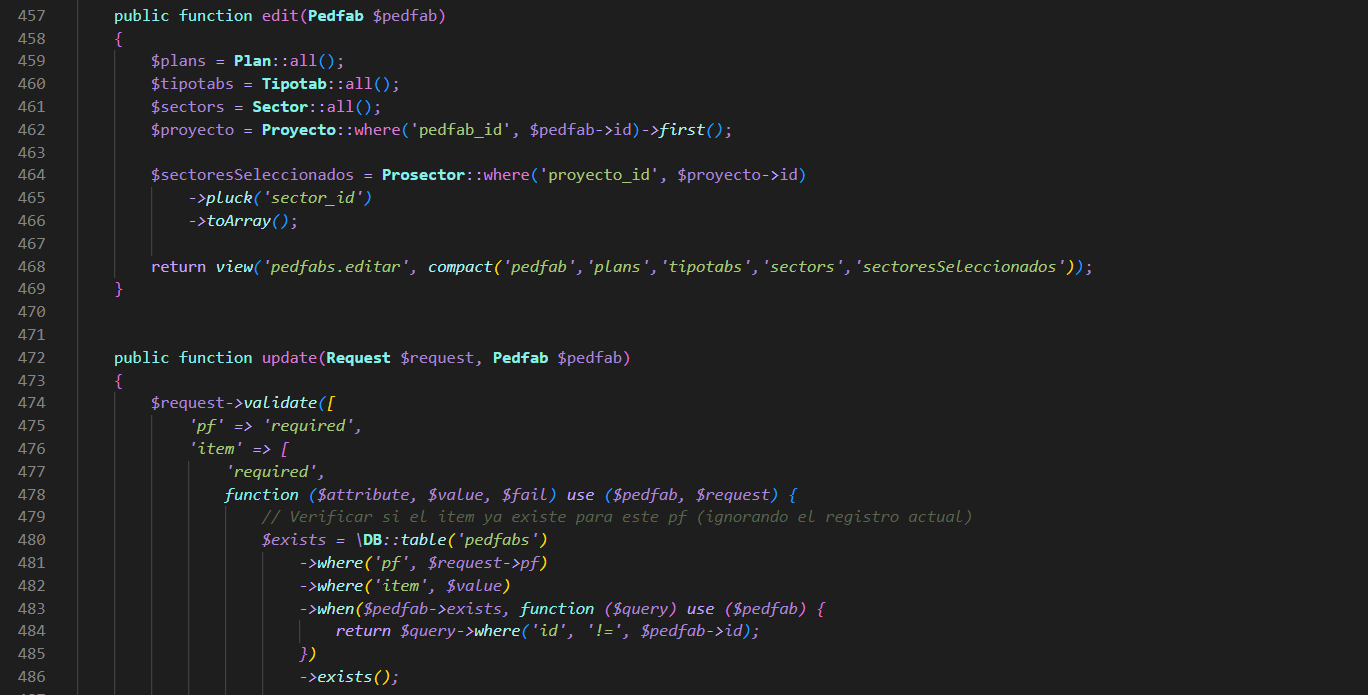 457 public function edit(Pedfab $pedfab)
458 {
459 $plans = Plan::all();
460 $tipotabs = Tipotab::all();
461 $sectors = Sector::all();
462 $proyecto = Proyecto::where('pedfab_id', $pedfab->id)->first();
463
464 $sectoresSeleccionados = Prosector::where('proyecto_id', $proyecto->id)
465 ->pluck('sector_id')
466 ->toArray();
467
468 return view('pedfabs.editar', compact('pedfab','plans','tipotabs','sectors','sectoresSeleccionados'));
469 }
470
471
472 public function update(Request $request, Pedfab $pedfab)
473 {
474 $request->validate([
475 'pf' => 'required',
476 'item' => [
477 'required',
478 function ($attribute, $value, $fail) use ($pedfab, $request) {
479 // Verificar si el item ya existe para este pf (ignorando el registro actual)
480 $exists = \DB::table('pedfabs')
481 ->where('pf', $request->pf)
482 ->where('item', $value)
483 ->when($pedfab->exists, function ($query) use ($pedfab) {
484 return $query->where('id', '!=', $pedfab->id);
485 })
486 ->exists();